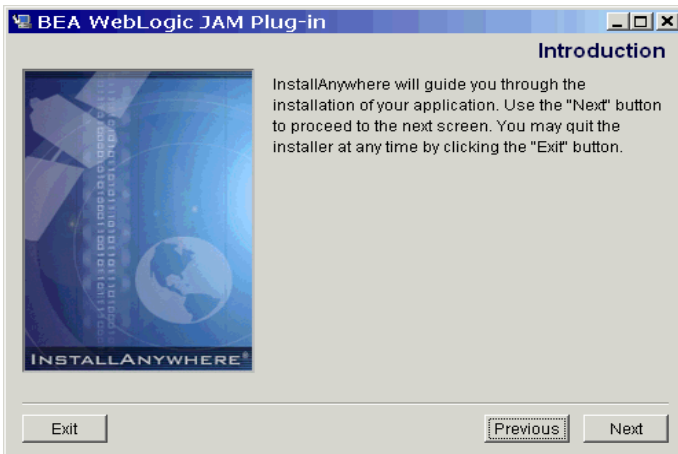 BEA WebLogic JAM Plug-in
Introduction
InstallAnywhere will guide you through the
installation of your application. Use the "Next" button
to proceed to the next screen. You may quit the
installer at any time by clicking the "Exit" button.
INSTALLANYWHERE®
Exit
Previous
Next